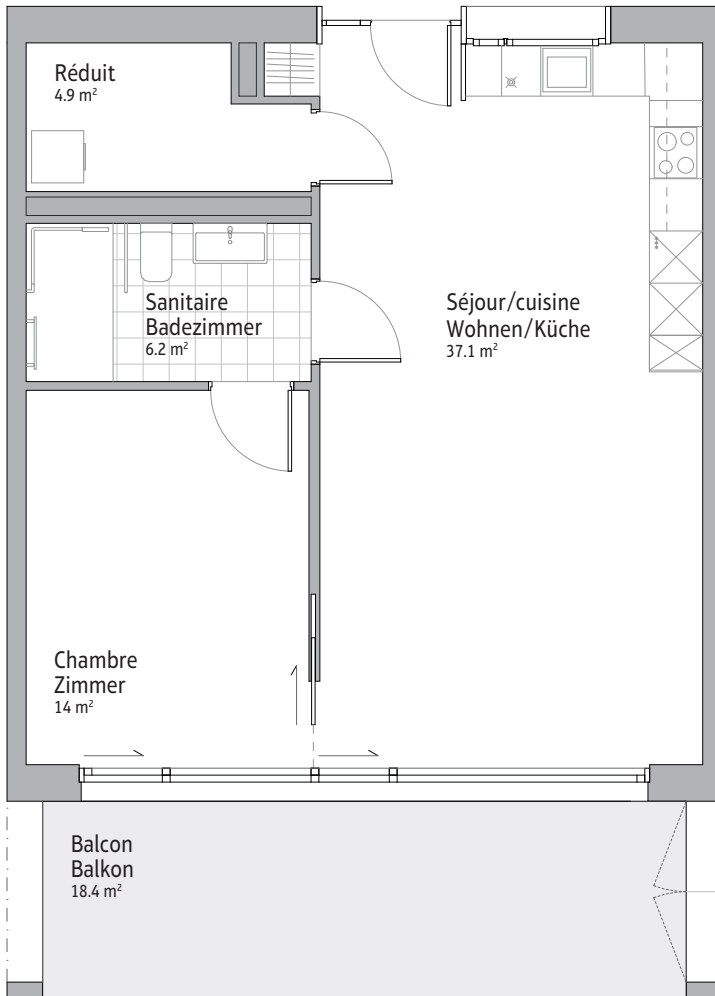 Réduit
4.9 m²
Sanitaire
Badezimmer
6.2 m²
Séjour/cuisine
Wohnen/Küche
37.1 m²
Chambre
Zimmer
14 m²
Balcon
Balkon
18.4 m²